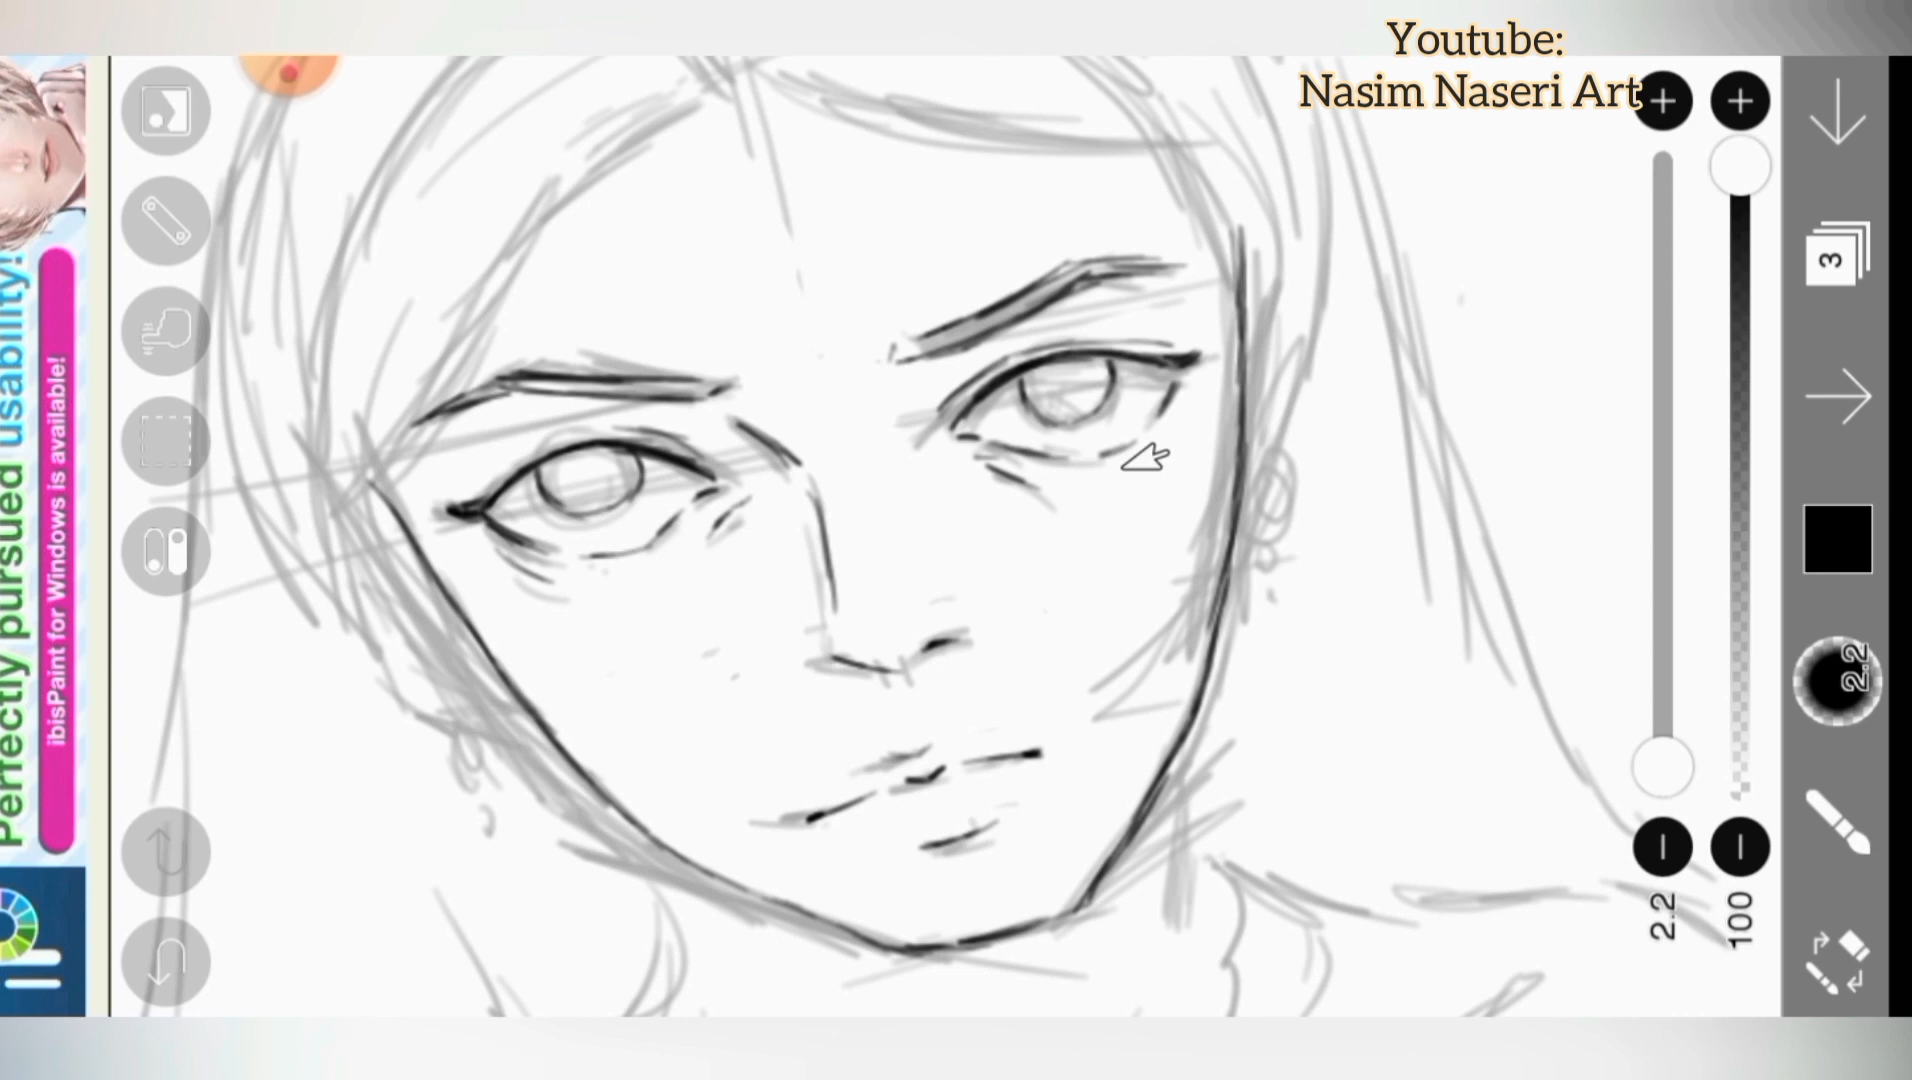 Youtube:
Nasim Naseri Art
Perfectly pursued usability!
ibisPaint for Windows is available!
3
2.2
2.2
100